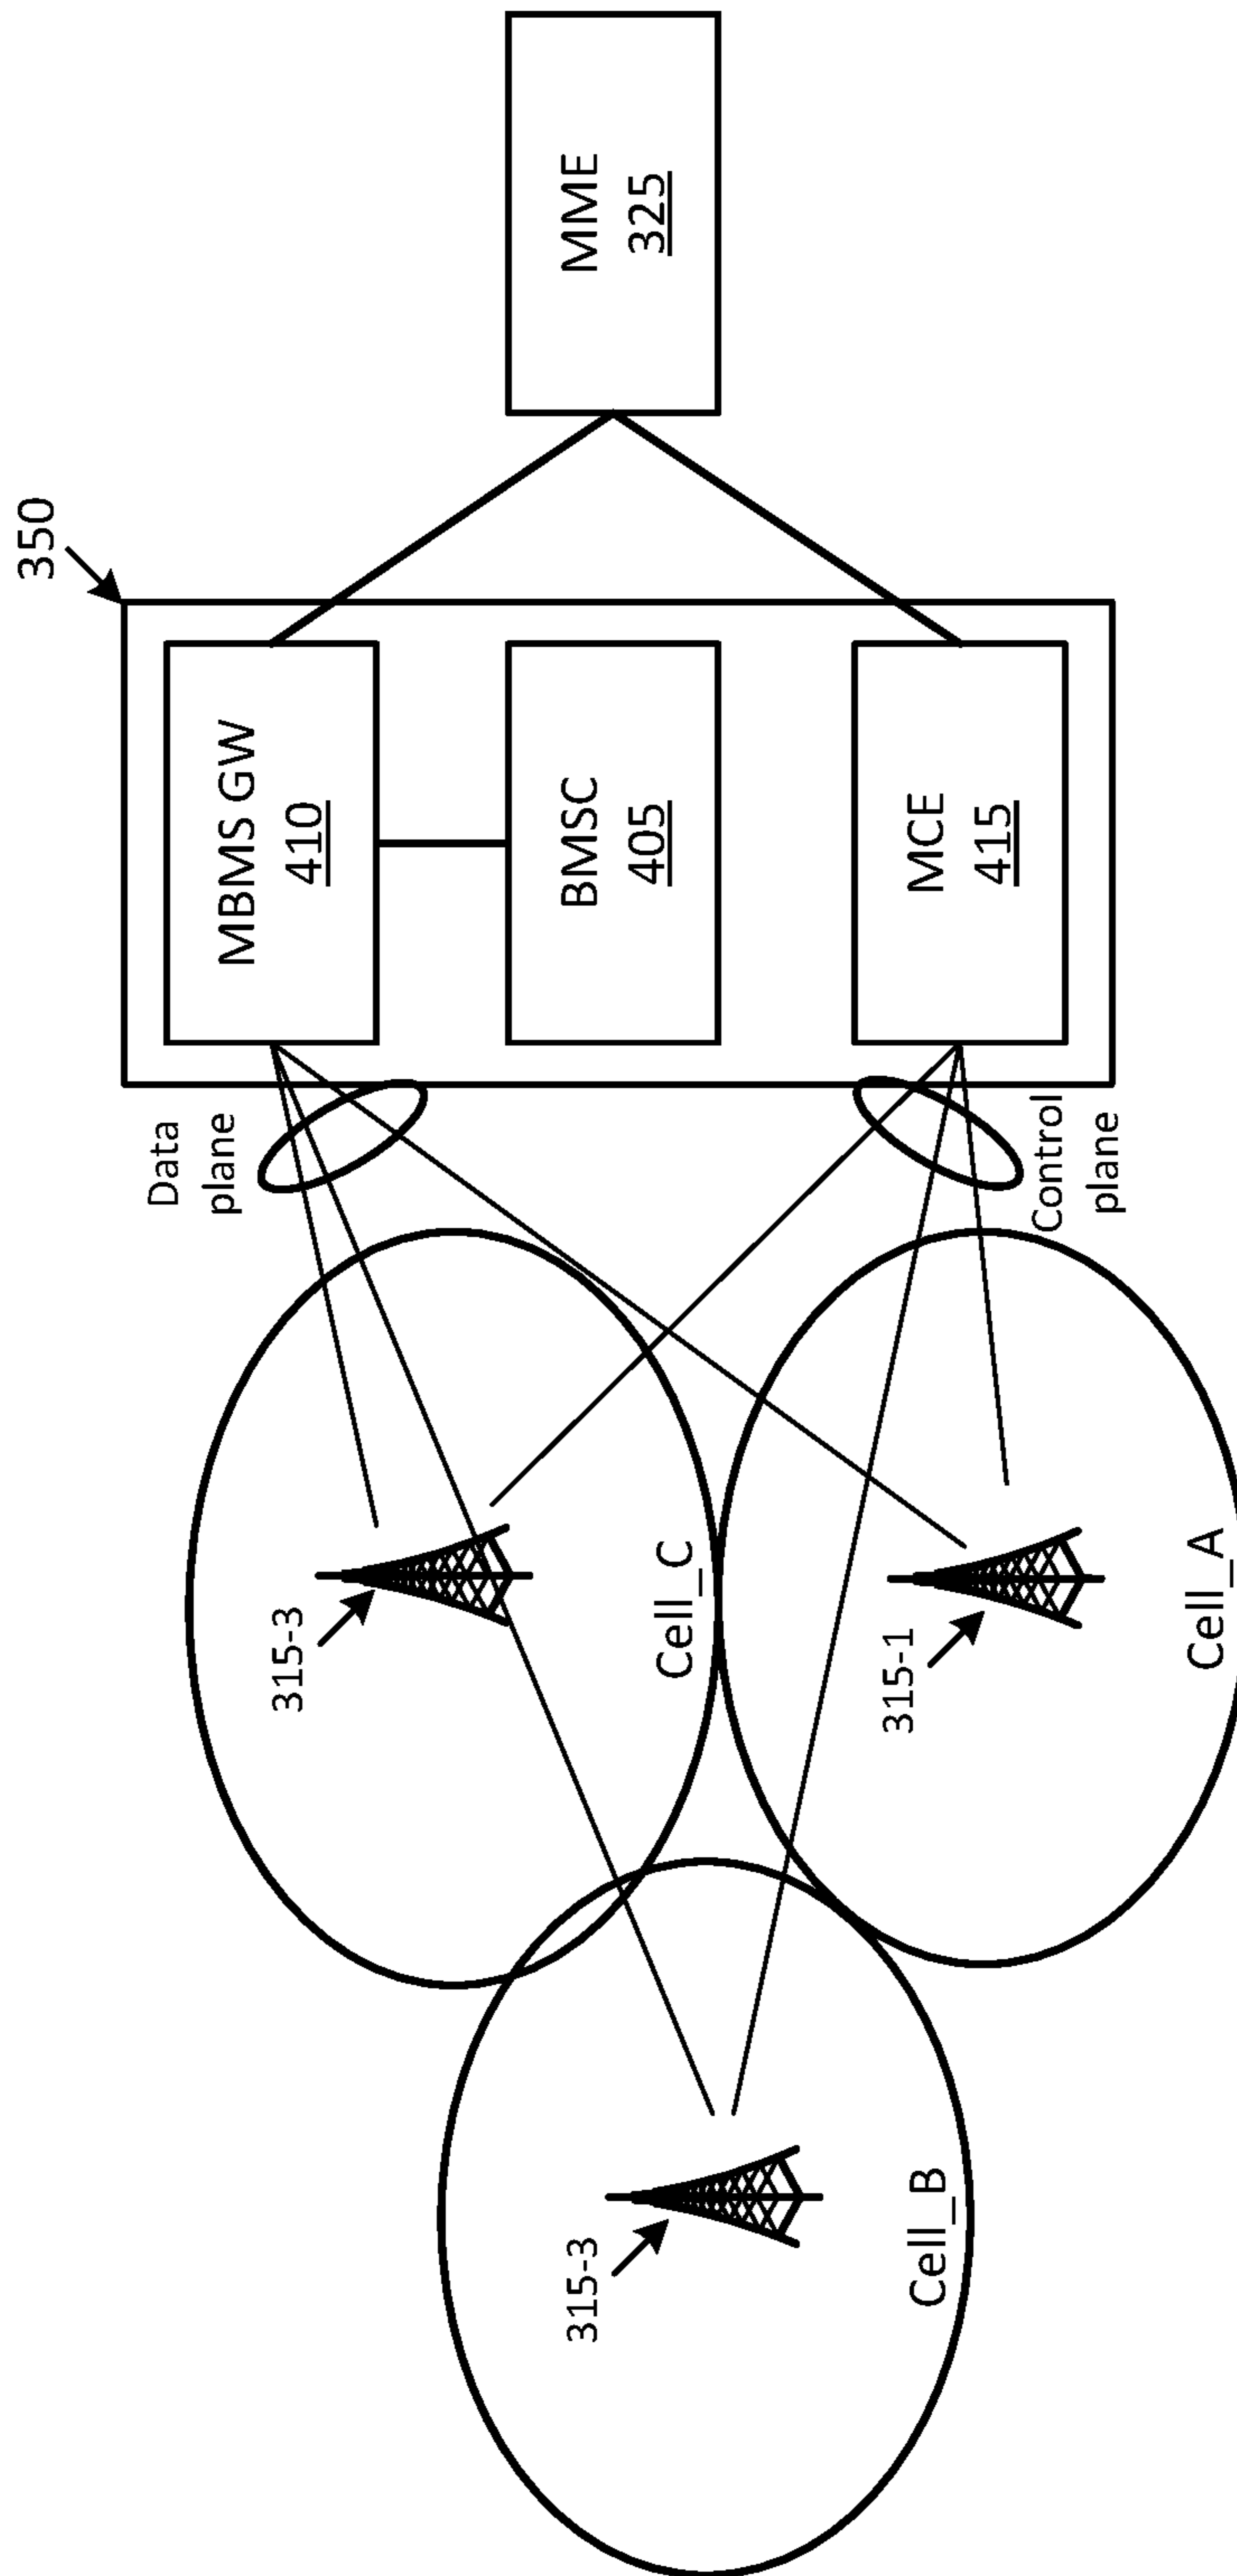 350
Data
plane
MBMS GW
410
BMSC
405
MCE
415
MME
325
Control
plane
315-3
Cell_C
315-3
Cell_B
315-1
Cell_A